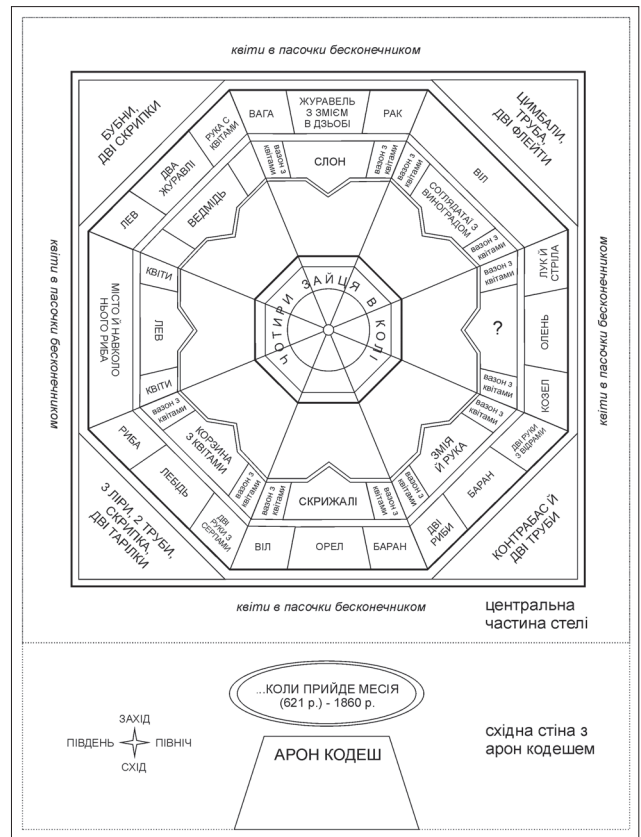 квіти в пасочки бесконечником
БУБНИ,
ДВІ СКРИПКИ
ЦИМБАЛИ,
ТРУБА,
ДВІ ФЛЕЙТИ
ВАГА
ЖУРАВЕЛЬ
З ЗМІЄМ
В ДЗЬОБІ
РАК
РУКА С
КВІТАМИ
ДВА
ЖУРАВЛІ
ЛЕВ
ВІЛ
вазон з
квітами
СЛОН
вазон з
квітами
ВЕДМІДЬ
вазон з
квітами
СОГЛЯДАТАЇ З
ВИНОГРАДОМ
вазон з
квітами
квіти в пасочки бесконечником
МІСТО Й НАВКОЛО
НЬОГО РИБА
КВІТИ
ЛЕВ
КВІТИ
ЧОТИРИ ЗАЙЦЯ В КОЛІ
вазон з
квітами
?
вазон з
квітами
ЛУК Й
СТРІЛА
ОЛЕНЬ
КОЗЕЛ
квіти в пасочки бесконечником
вазон з
квітами
КОРЗИНА
З КВІТАМИ
вазон з
квітами
вазон з
квітами
СКРИЖАЛІ
вазон з
квітами
вазон з
квітами
ЗМІЯ
Й РУКА
вазон з
квітами
РИБА
ЛЕБІДЬ
ДВІ
РУКИ З
СЕРПАМИ
ВІЛ
ОРЕЛ
БАРАН
ДВІ
РИБИ
БАРАН
ДВІ РУКИ
З ВІДРАМИ
3 ЛІРИ, 2 ТРУБИ,
СКРИПКА,
ДВІ ТАРІЛКИ
КОНТРАБАС Й
ДВІ ТРУБИ
квіти в пасочки бесконечником
центральна
частина стелі
...КОЛИ ПРИЙДЕ МЕСІЯ
(621 р.) - 1860 р.
АРОН КОДЕШ
східна стіна з
арон кодешем
ЗАХІД
ПІВДЕНЬ
ПІВНІЧ
СХІД